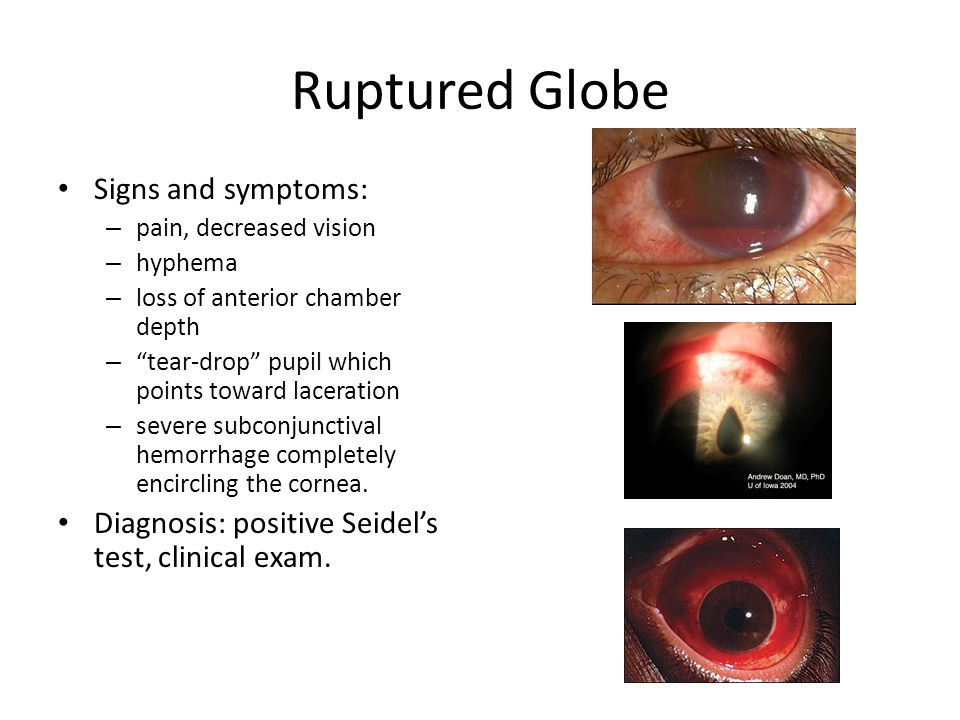 Ruptured Globe
• Signs and symptoms:
– pain, decreased vision
– hyphema
– loss of anterior chamber
depth
– “tear-drop” pupil which
points toward laceration
– severe subconjunctival
hemorrhage completely
encircling the cornea.
• Diagnosis: positive Seidel’s
test, clinical exam.
Andrew Doan, MD, PhD
U of Iowa 2004